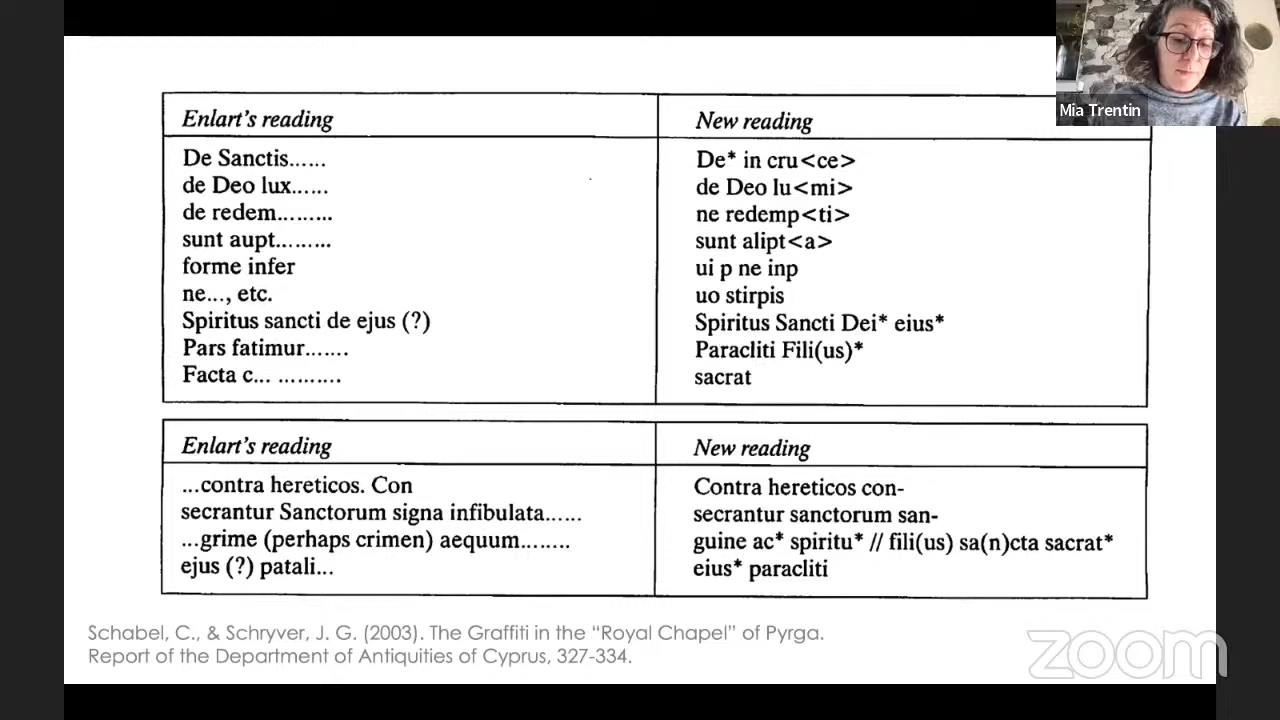 Mia Trentin
Enlart's reading
De Sanctis......
de Deo lux......
de redem.........
sunt aupt.........
forme infer
ne..., etc.
Spiritus sancti de ejus (?)
Pars fatimur.......
Facta c... ..........
New reading
De* in cru<ce>
de Deo lu<mi>
ne redemp<ti>
sunt alipt<a>
ui p ne inp
uo stirpis
Spiritus Sancti Dei* eius*
Paracliti Fili(us)*
sacrat
Enlart's reading
...contra hereticos. Con
secrantur Sanctorum signa infibulata......
...grime (perhaps crimen) aequum........
ejus (?) patali...
New reading
Contra hereticos con-
secrantur sanctorum san-
guine ac* spiritu* // fili(us) sa(n)cta sacrat*
eius* paracliti
Schabel, C., & Schryver, J. G. (2003). The Graffiti in the “Royal Chapel” of Pyrga.
Report of the Department of Antiquities of Cyprus, 327-334.
zoom